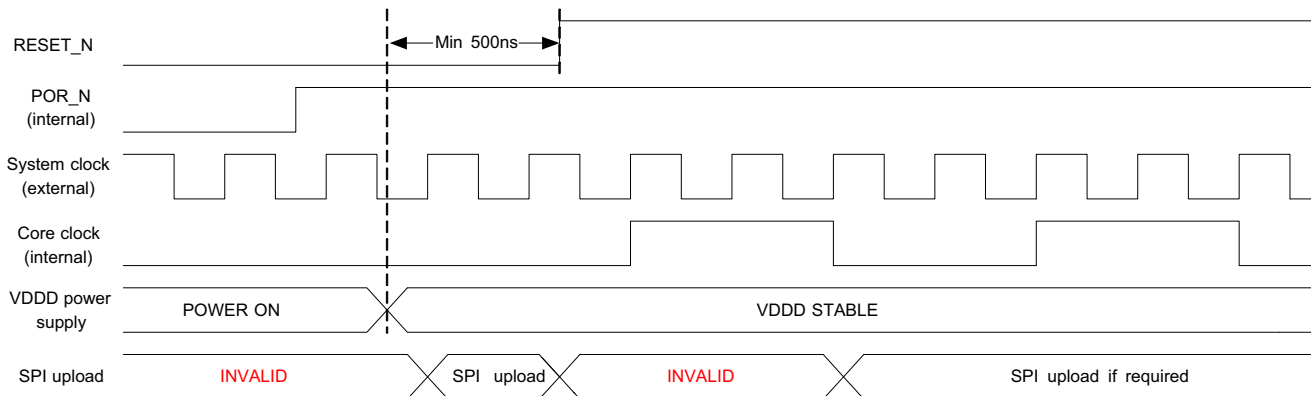 RESET_N
Min 500ns
POR_N
(internal)
System clock
(external)
Core clock
(internal)
VDDD power
supply
POWER ON
VDDD STABLE
SPI upload
INVALID
SPI upload
INVALID
SPI upload if required